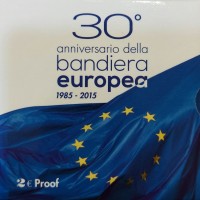 30°
anniversario della
bandiera
europea
1985 - 2015
2 € Proof